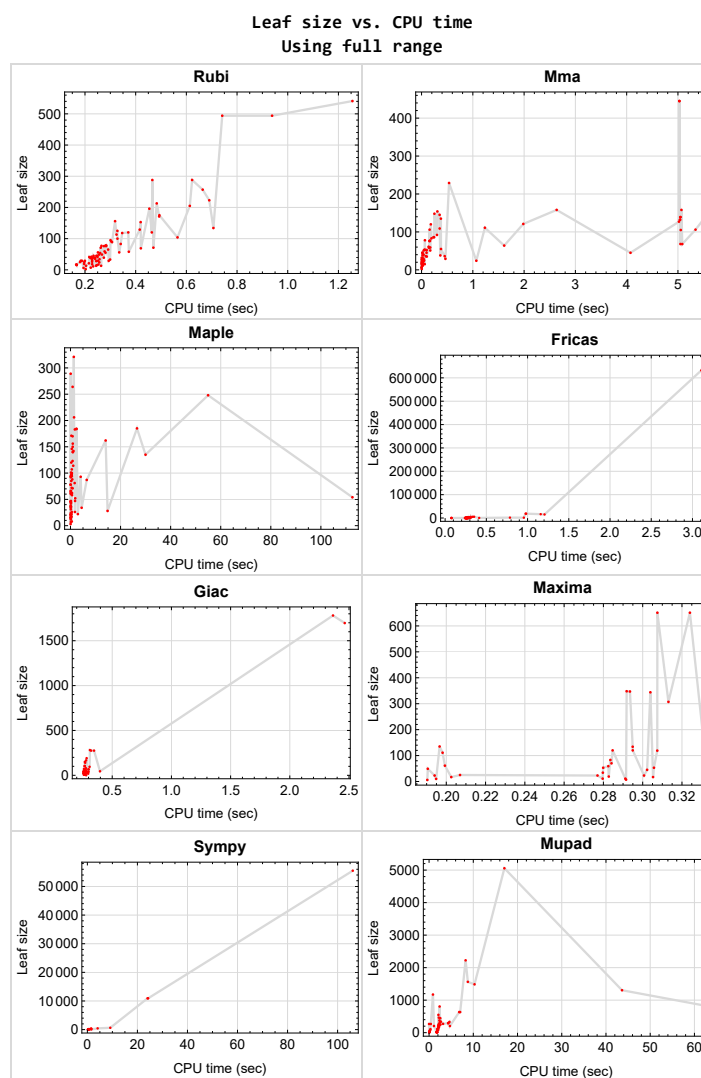 Leaf size vs. CPU time
Using full range
Rubi
Leaf size
500
400
300
200
100
0
0.2 0.4 0.6 0.8 1.0 1.2
CPU time (sec)
Mma
Leaf size
400
300
200
100
0
0 1 2 3 4 5
CPU time (sec)
Maple
Leaf size
300
250
200
150
100
50
0
0 20 40 60 80 100
CPU time (sec)
Fricas
Leaf size
600 000
500 000
400 000
300 000
200 000
100 000
0
0.0 0.5 1.0 1.5 2.0 2.5 3.0
CPU time (sec)
Giac
Leaf size
1500
1000
500
0
0.5 1.0 1.5 2.0 2.5
CPU time (sec)
Maxima
Leaf size
600
500
400
300
200
100
0
0.20 0.22 0.24 0.26 0.28 0.30 0.32
CPU time (sec)
Sympy
Leaf size
50 000
40 000
30 000
20 000
10 000
0
0 20 40 60 80 100
CPU time (sec)
Mupad
Leaf size
5000
4000
3000
2000
1000
0
0 10 20 30 40 50 60
CPU time (sec)